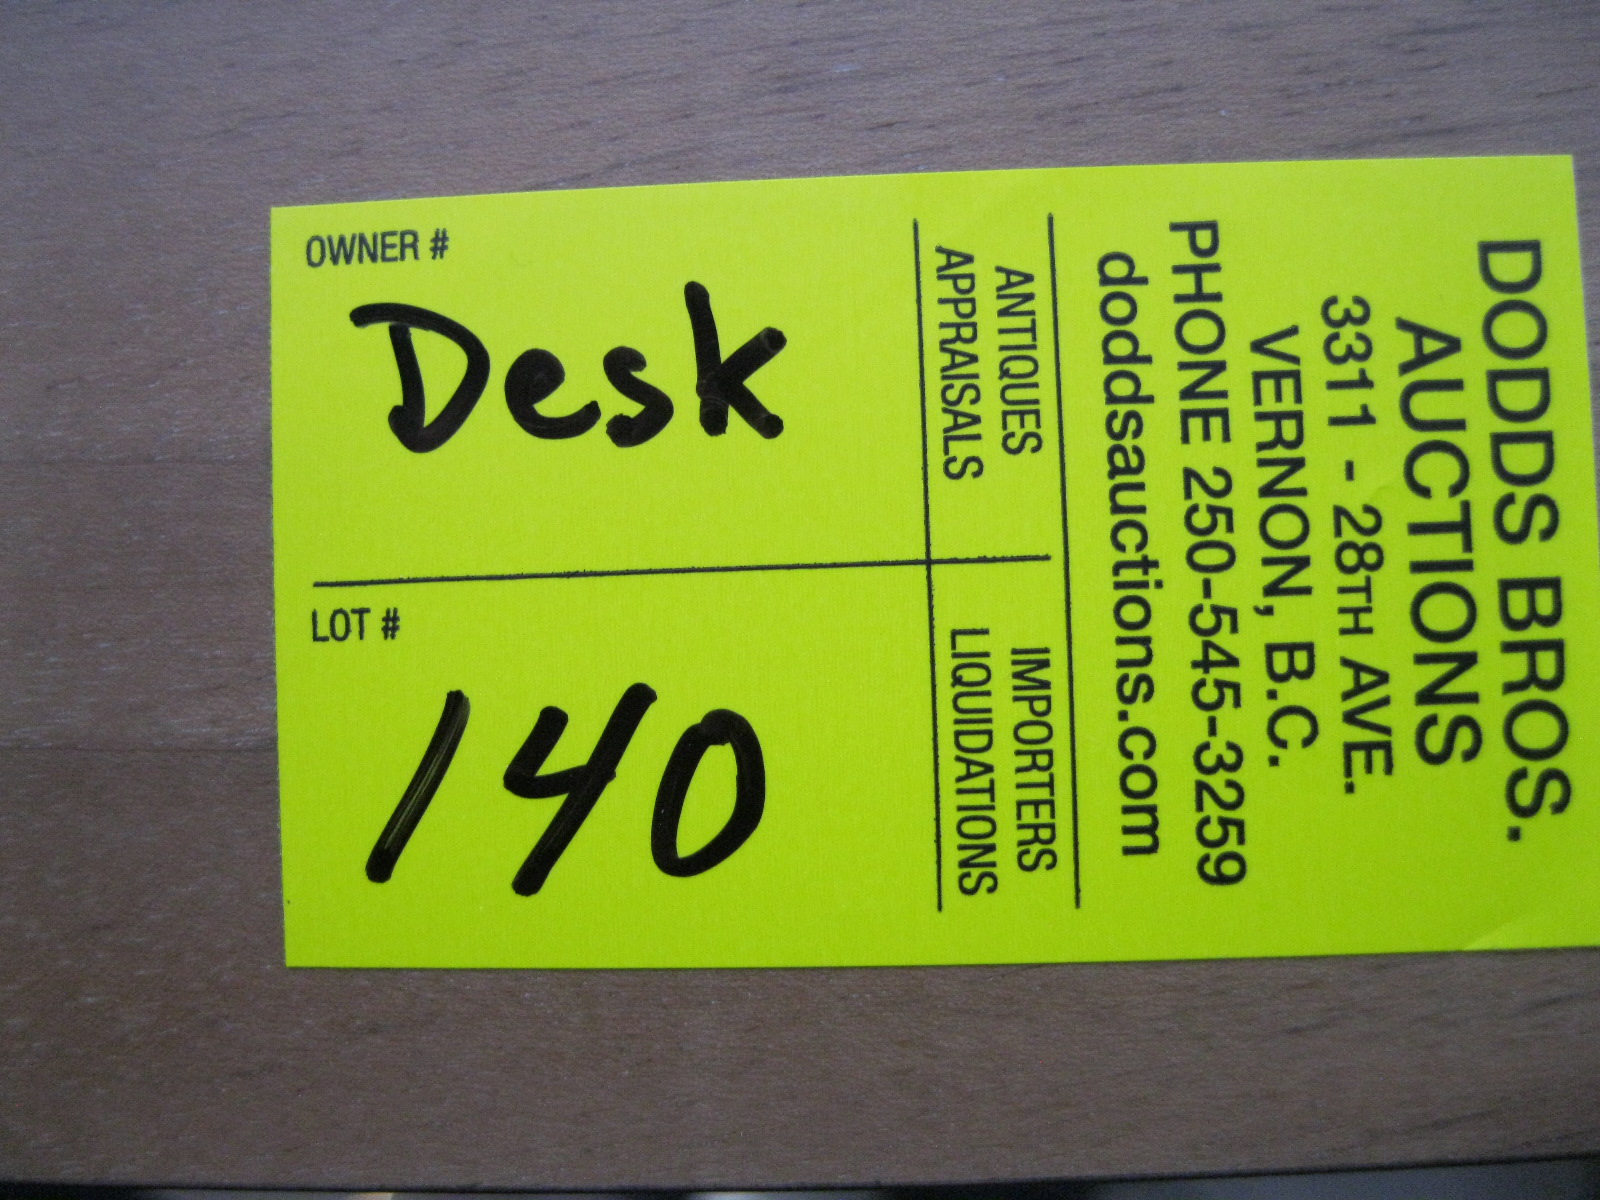 DODDS BROS.
AUCTIONS
3311 - 28TH AVE.
VERNON, B.C.
PHONE 250-545-3259
doddsauctions.com
ANTIQUES
APPRAISALS
IMPORTERS
LIQUIDATIONS
OWNER #
Desk
LOT #
140